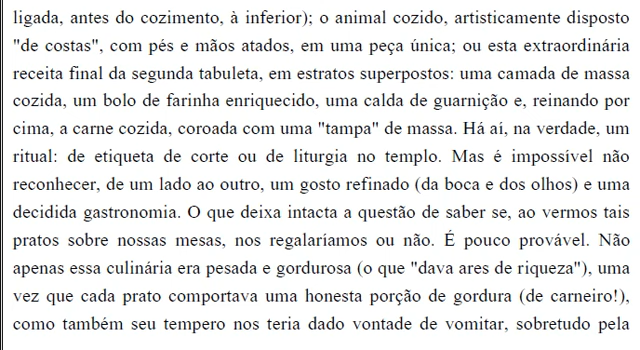 ligada, antes do cozimento, à inferior); o animal cozido, artisticamente disposto
"de costas", com pés e mãos atados, em uma peça única; ou esta extraordinária
receita final da segunda tabuleta, em estratos superpostos: uma camada de massa
cozida, um bolo de farinha enriquecido, uma calda de guarnição e, reinando por
cima, a carne cozida, coroada com uma "tampa" de massa. Há aí, na verdade, um
ritual: de etiqueta de corte ou de liturgia no templo. Mas é impossível não
reconhecer, de um lado ao outro, um gosto refinado (da boca e dos olhos) e uma
decidida gastronomia. O que deixa intacta a questão de saber se, ao vermos tais
pratos sobre nossas mesas, nos regalaríamos ou não. É pouco provável. Não
apenas essa culinária era pesada e gordurosa (o que "dava ares de riqueza"), uma
vez que cada prato comportava uma honesta porção de gordura (de carneiro!),
como também seu tempero nos teria dado vontade de vomitar, sobretudo pela